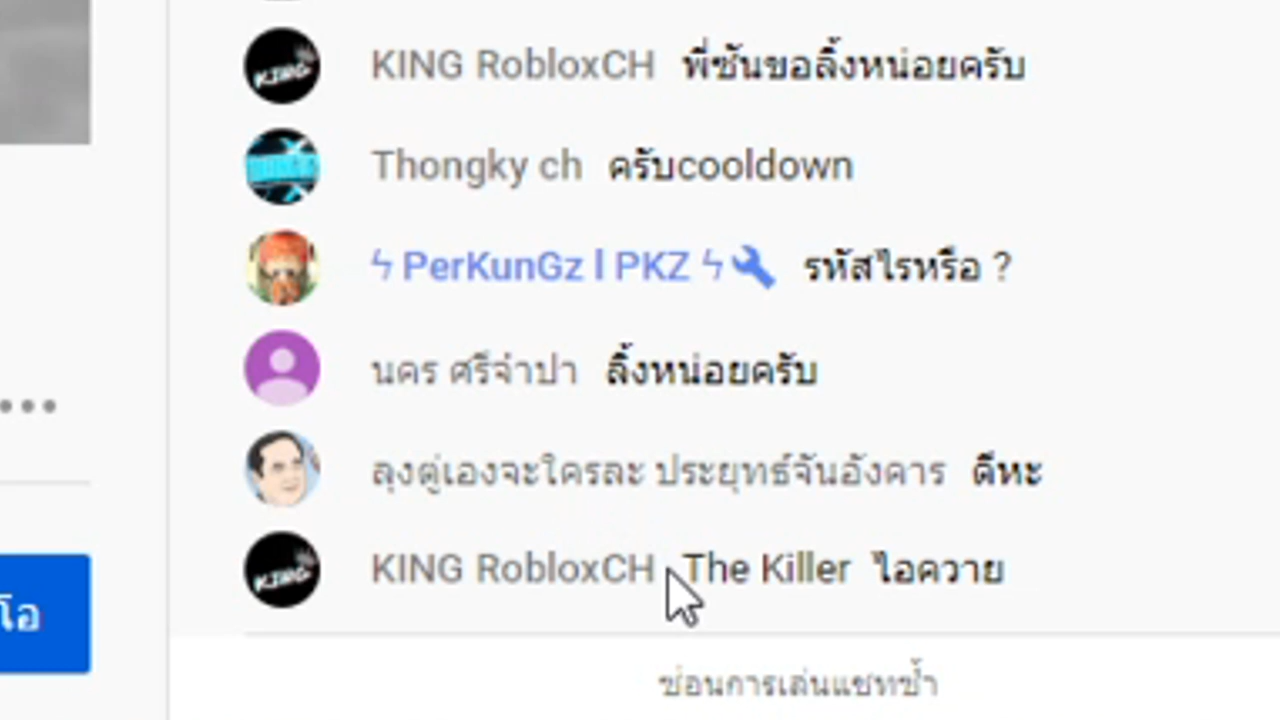 KING RobloxCH พี่ซันขอลิ้งหน่อยครับ
Thongky ch ครับcooldown
ϟ PerKunGz l PKZ ϟ รหัสไรหรือ ?
นคร ศรีจำปา ลิ้งหน่อยครับ
ลุงตู่เองจะใครละ ประยุทธ์จันอังคาร ดีหะ
KING RobloxCH The Killer ไอควาย
โอ
ซ่อนการเล่นแชทซ้ำ